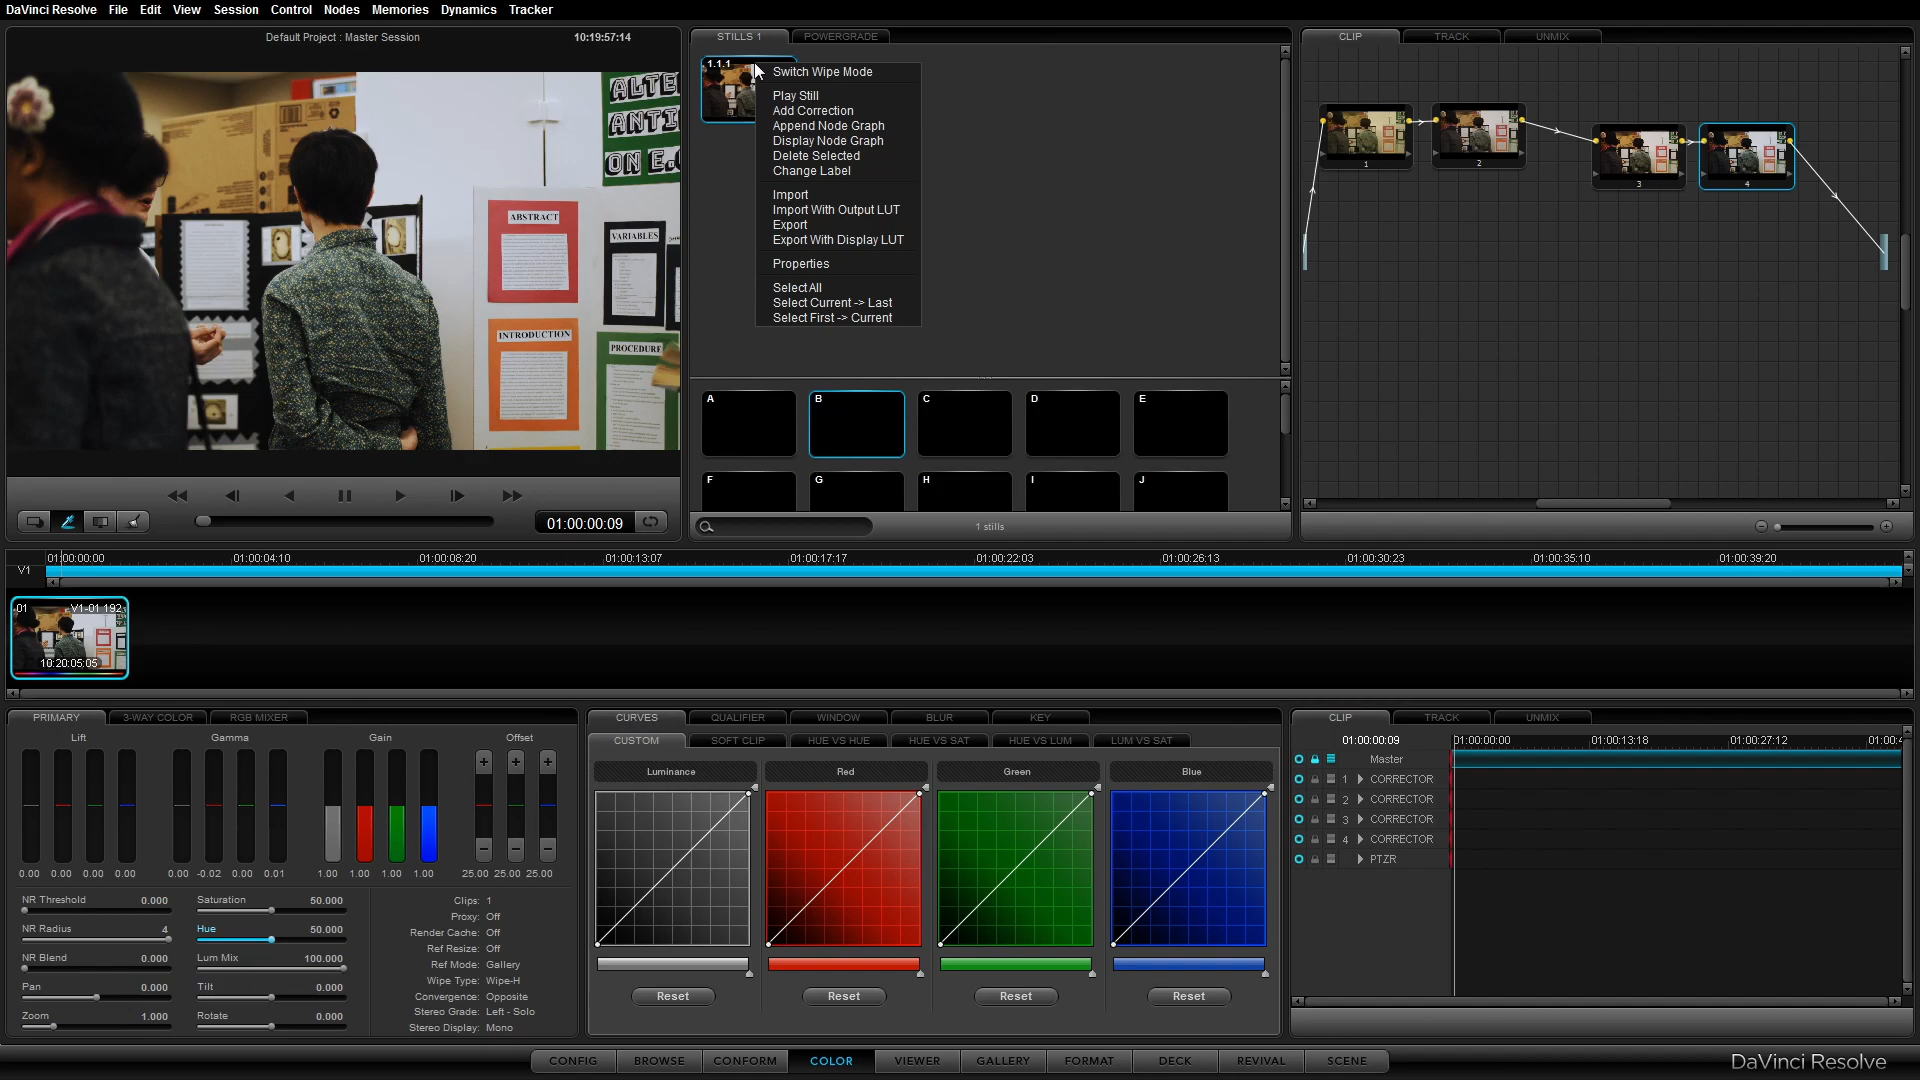 DaVinci Resolve File Edit View Session Control Nodes Memories Dynamics Tracker
Default Project : Master Session 10:19:57:14
ALTE
ANTI
ON E.C
ABSTRACT
VARIABLES
INTRODUCTION
PROCEDURE
01:00:00:09
STILLS 1 POWERGRADE
1.1.1
Switch Wipe Mode
Play Still
Add Correction
Append Node Graph
Display Node Graph
Delete Selected
Change Label
Import
Import With Output LUT
Export
Export With Display LUT
Properties
Select All
Select Current -> Last
Select First -> Current
A B C D E
F G H I J
1 stills
CLIP TRACK UNMIX
1 2 3 4
01:00:00:00 01:00:04:10 01:00:08:20 01:00:13:07 01:00:17:17 01:00:22:03 01:00:26:13 01:00:30:23 01:00:35:10 01:00:39:20
V1
01 V1-01 192
10:20:05:05
PRIMARY 3-WAY COLOR RGB MIXER
Lift Gamma Gain Offset
0.00 0.00 0.00 0.00 0.00 -0.02 0.00 0.01 1.00 1.00 1.00 1.00 25.00 25.00 25.00
NR Threshold 0.000 Saturation 50.000
NR Radius 4 Hue 50.000
NR Blend 0.000 Lum Mix 100.000
Pan 0.000 Tilt 0.000
Zoom 1.000 Rotate 0.000
Clips: 1
Proxy: Off
Render Cache: Off
Ref Resize: Off
Ref Mode: Gallery
Wipe Type: Wipe-H
Convergence: Opposite
Stereo Grade: Left - Solo
Stereo Display: Mono
CURVES QUALIFIER WINDOW BLUR KEY
CUSTOM SOFT CLIP HUE VS HUE HUE VS SAT HUE VS LUM LUM VS SAT
Luminance Red Green Blue
Reset Reset Reset Reset
CLIP TRACK UNMIX
01:00:00:09 01:00:00:00 01:00:13:18 01:00:27:12 01:00:4
Master
1 CORRECTOR
2 CORRECTOR
3 CORRECTOR
4 CORRECTOR
PTZR
CONFIG BROWSE CONFORM COLOR VIEWER GALLERY FORMAT DECK REVIVAL SCENE
DaVinci Resolve